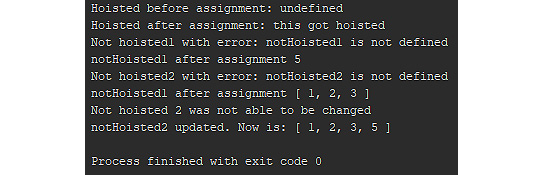 Hoisted before assignment: undefined
Hoisted after assignment: this got hoisted
Not hoisted1 with error: notHoisted1 is not defined
notHoisted1 after assignment 5
Not hoisted2 with error: notHoisted2 is not defined
notHoisted1 after assignment [ 1, 2, 3 ]
Not hoisted 2 was not able to be changed
notHoisted2 updated. Now is: [ 1, 2, 3, 5 ]
Process finished with exit code 0